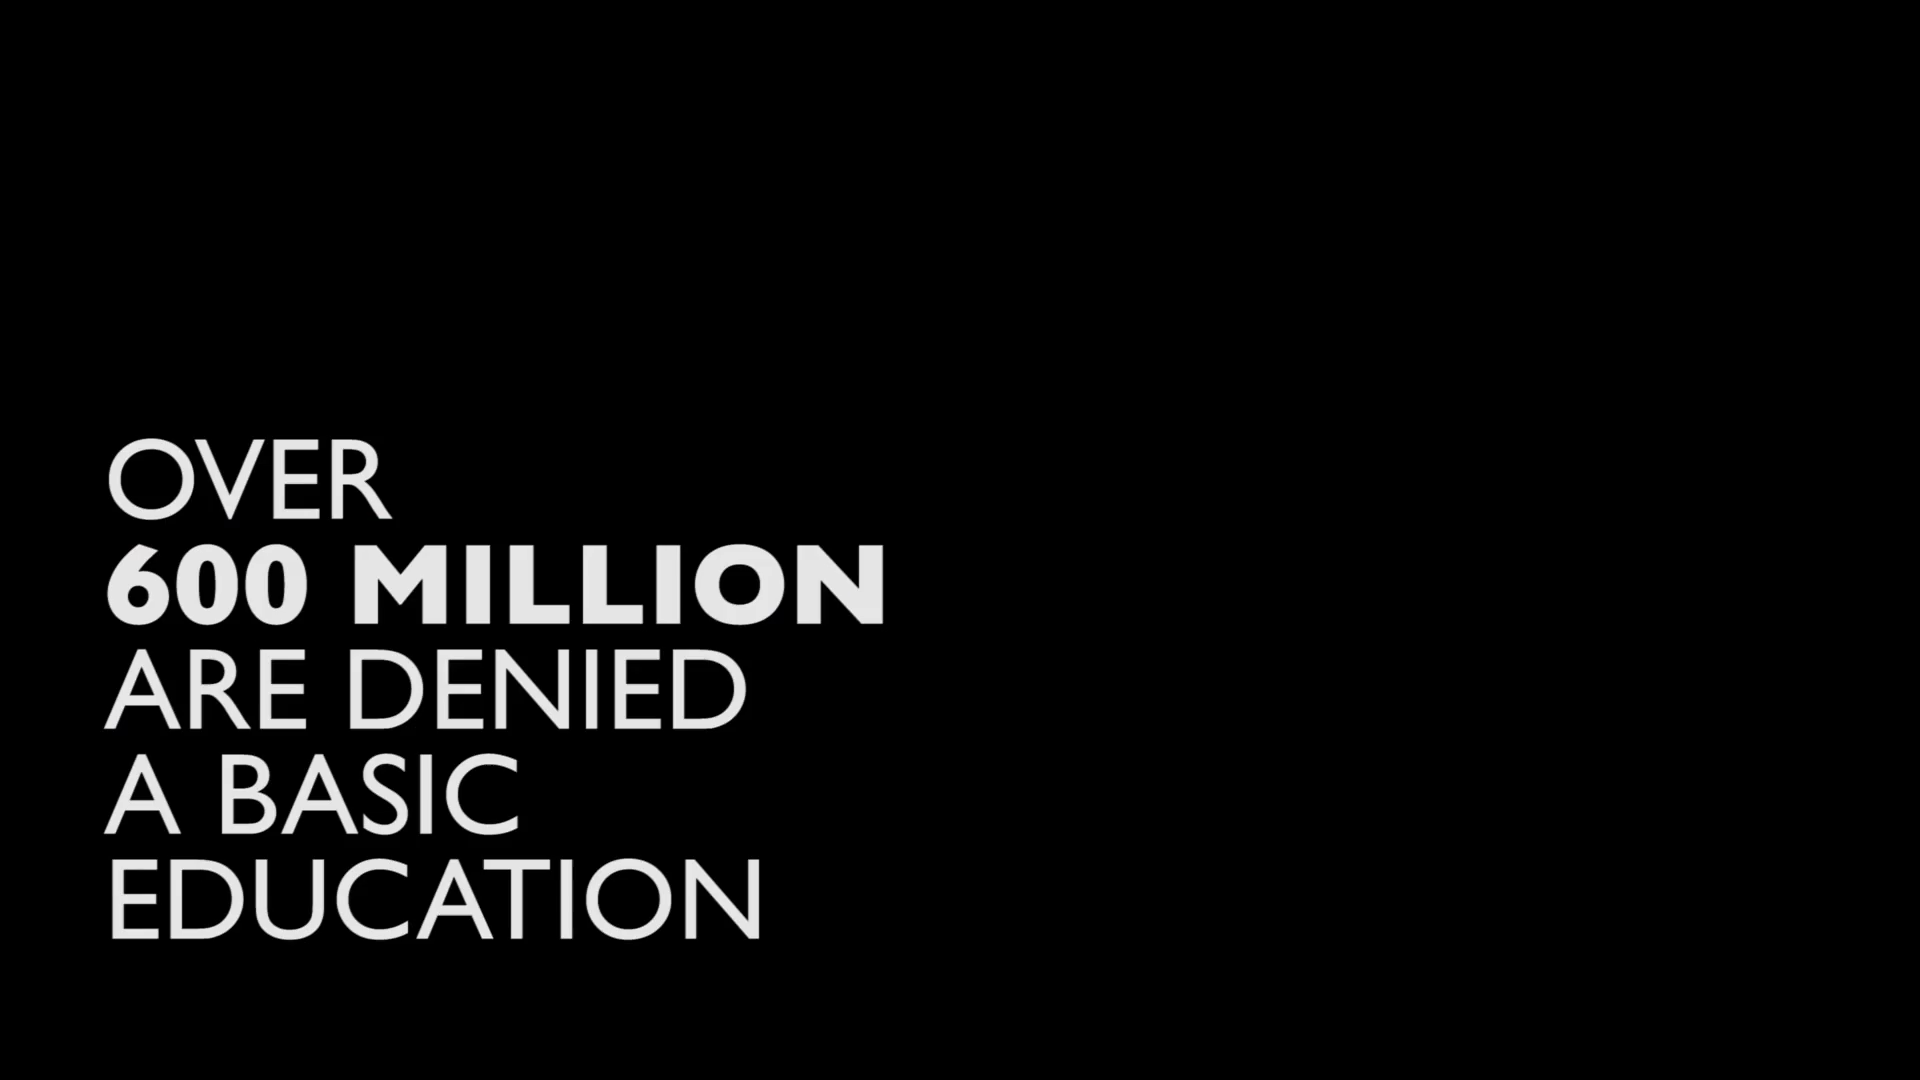 OVER
600 MILLION
ARE DENIED
A BASIC
EDUCATION